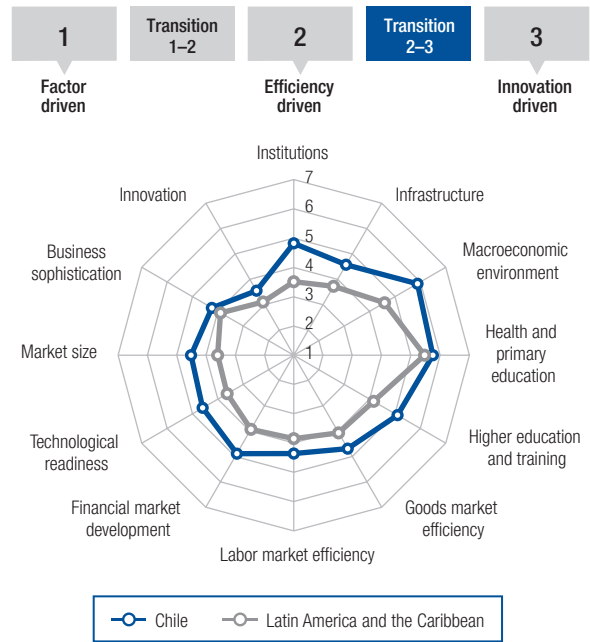 1
Transition
1–2
2
Transition
2–3
3
Factor
driven
Efficiency
driven
Innovation
driven
Institutions
7
6
5
4
3
2
1
Infrastructure
Macroeconomic
environment
Health and
primary
education
Higher education
and training
Goods market
efficiency
Labor market efficiency
Financial market
development
Technological
readiness
Market size
Business
sophistication
Innovation
Chile
Latin America and the Caribbean